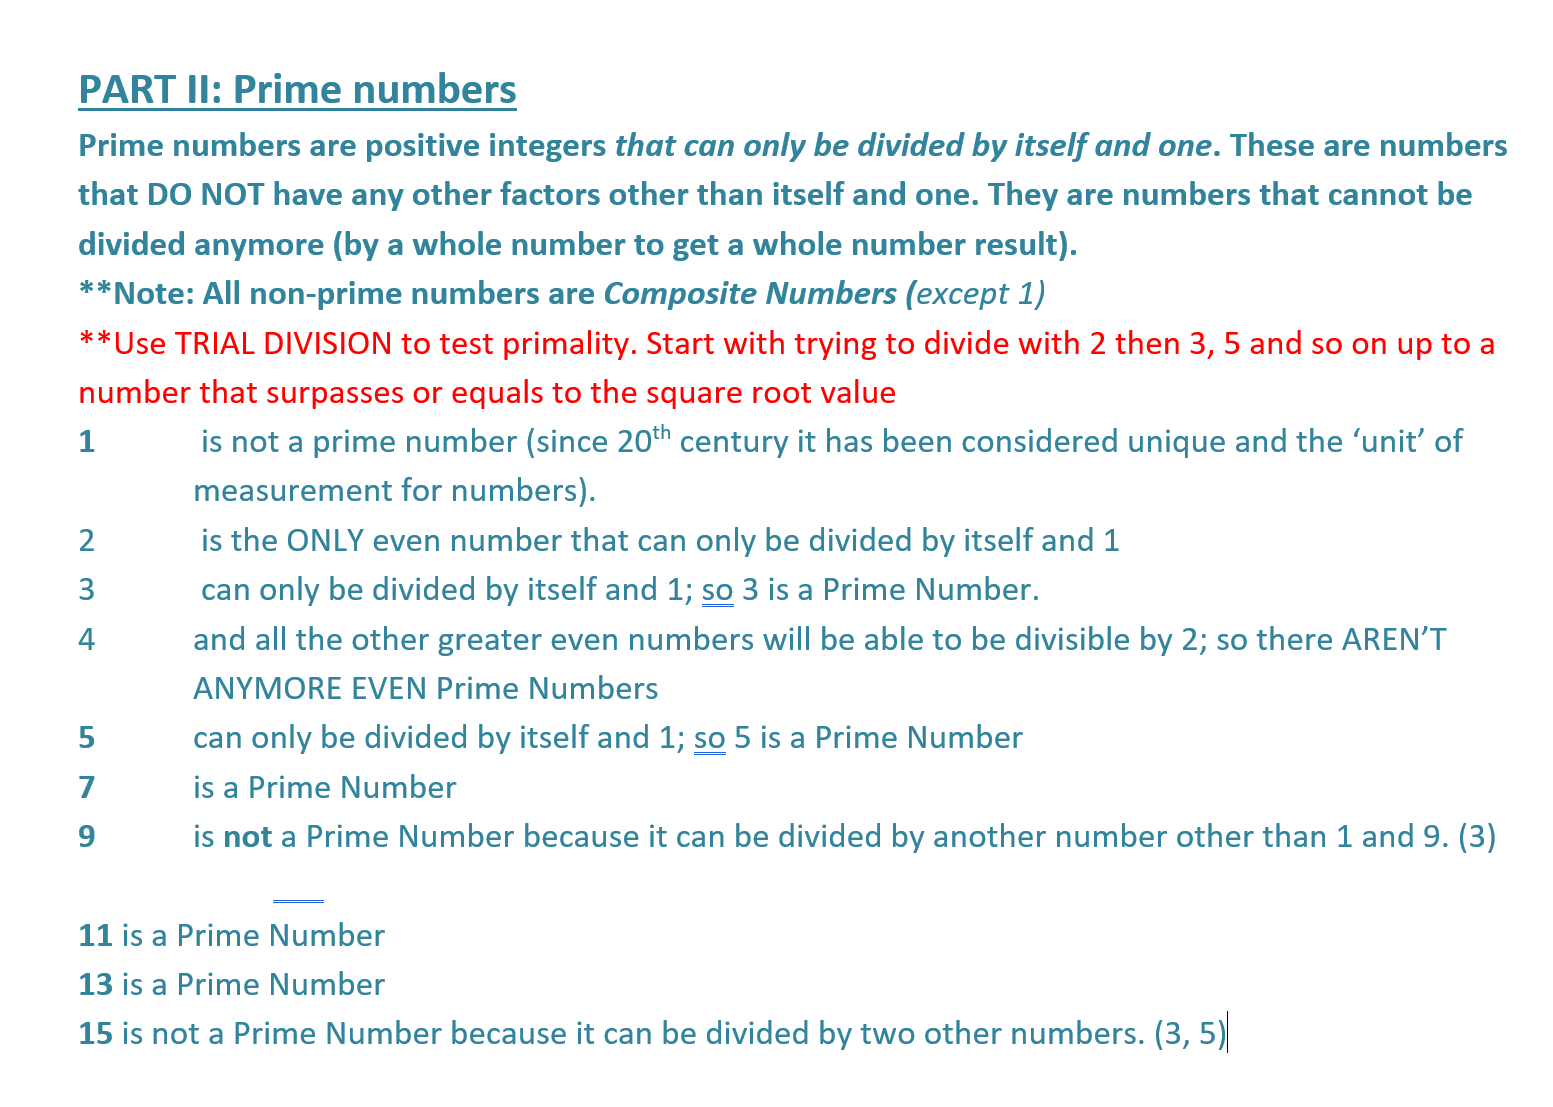 PART II: Prime numbers
Prime numbers are positive integers that can only be divided by itself and one. These are numbers
that DO NOT have any other factors other than itself and one. They are numbers that cannot be
divided anymore (by a whole number to get a whole number result).
**Note: All non-prime numbers are Composite Numbers (except 1)
**Use TRIAL DIVISION to test primality. Start with trying to divide with 2 then 3, 5 and so on up to a
number that surpasses or equals to the square root value
1 is not a prime number (since 20th century it has been considered unique and the ‘unit’ of
measurement for numbers).
2 is the ONLY even number that can only be divided by itself and 1
3 can only be divided by itself and 1; so 3 is a Prime Number.
4 and all the other greater even numbers will be able to be divisible by 2; so there AREN’T
ANYMORE EVEN Prime Numbers
5 can only be divided by itself and 1; so 5 is a Prime Number
7 is a Prime Number
9 is not a Prime Number because it can be divided by another number other than 1 and 9. (3)
11 is a Prime Number
13 is a Prime Number
15 is not a Prime Number because it can be divided by two other numbers. (3, 5)